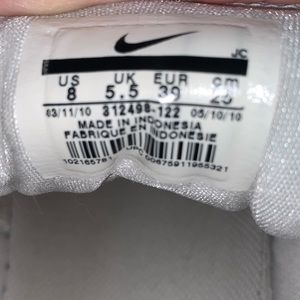 JC
US UK EUR cm
8 5.5 39 25
03/11/10 312498-122 05/10/10
MADE IN INDONESIA
FABRIQUE EN INDONESIE